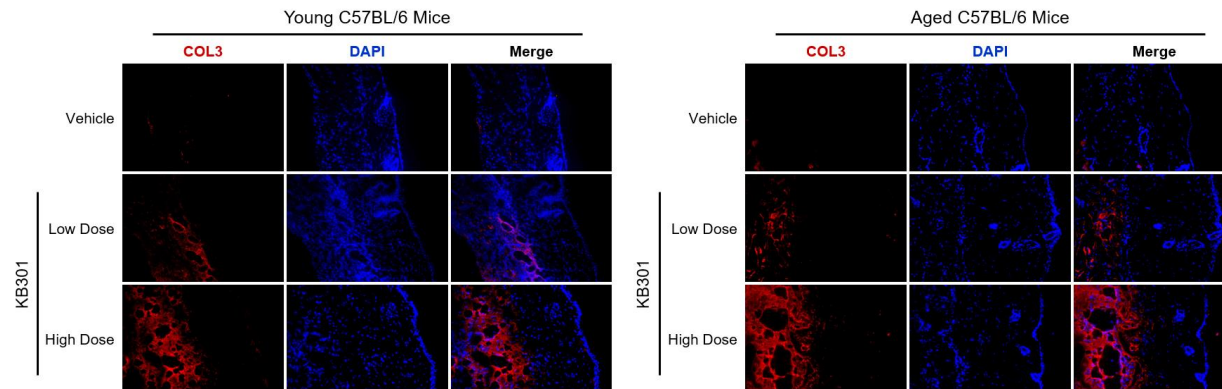 Young C57BL/6 Mice
COL3 DAPI Merge
Vehicle
Low Dose
High Dose
KB301
Aged C57BL/6 Mice
COL3 DAPI Merge
Vehicle
Low Dose
High Dose
KB301